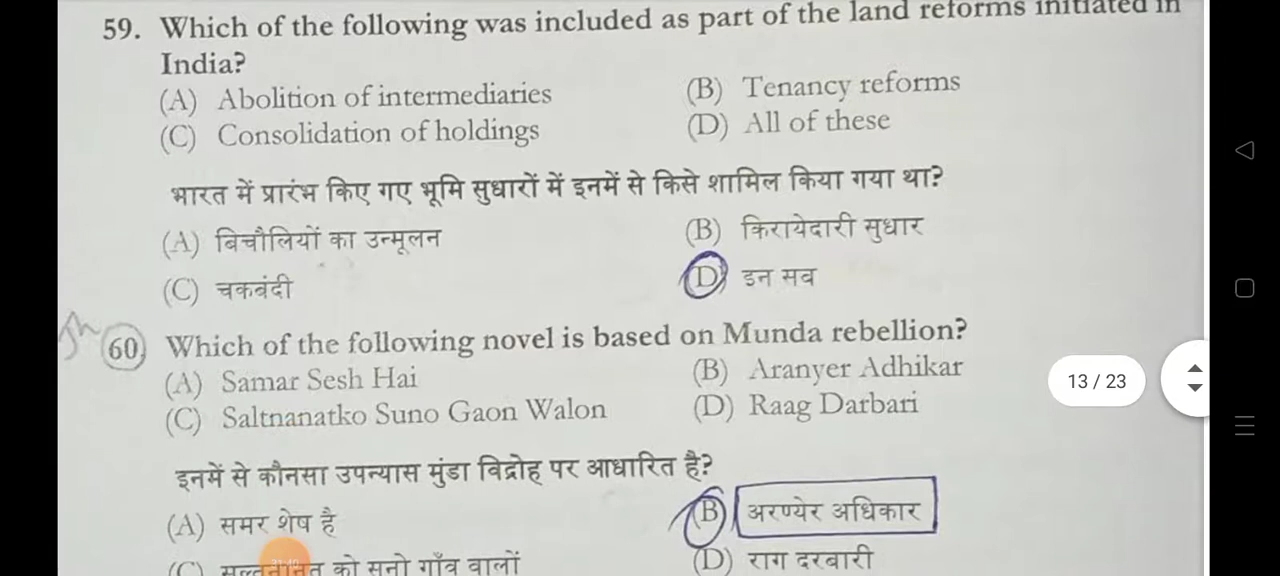 59. Which of the following was included as part of the land reforms initiated in
India?
(A) Abolition of intermediaries (B) Tenancy reforms
(C) Consolidation of holdings (D) All of these
भारत में प्रारंभ किए गए भूमि सुधारों में इनमें से किसे शामिल किया गया था?
(A) बिचौलियों का उन्मूलन (B) किरायेदारी सुधार
(C) चकबंदी (D) इन सब
60 Which of the following novel is based on Munda rebellion?
(A) Samar Sesh Hai (B) Aranyer Adhikar
(C) Saltnanatko Suno Gaon Walon (D) Raag Darbari
13 / 23
इनमें से कौनसा उपन्यास मुंडा विद्रोह पर आधारित है?
(A) समर शेष है (B) अरण्येर अधिकार
(C) को सुनो गाँव वालों (D) राग दरबारी